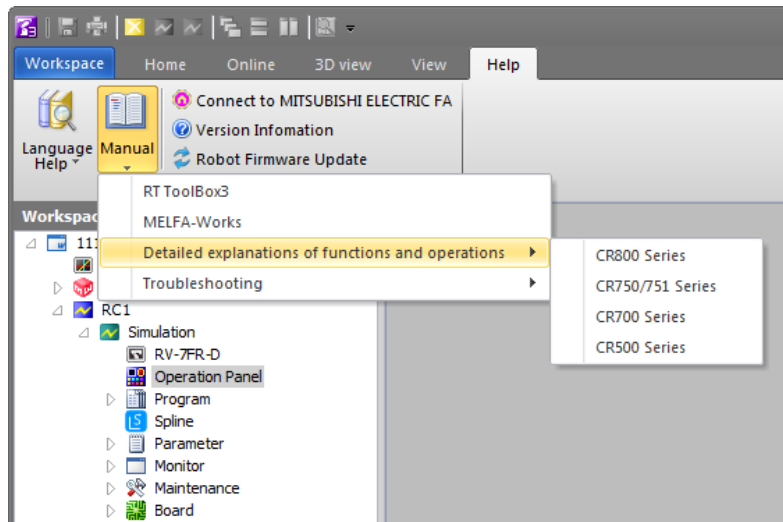 Workspace Home Online 3D view View Help
Language Help
Manual
Connect to MITSUBISHI ELECTRIC FA
Version Infomation
Robot Firmware Update
RT ToolBox3
MELFA-Works
Detailed explanations of functions and operations
Troubleshooting
CR800 Series
CR750/751 Series
CR700 Series
CR500 Series
Workspac
111
RC1
Simulation
RV-7FR-D
Operation Panel
Program
Spline
Parameter
Monitor
Maintenance
Board